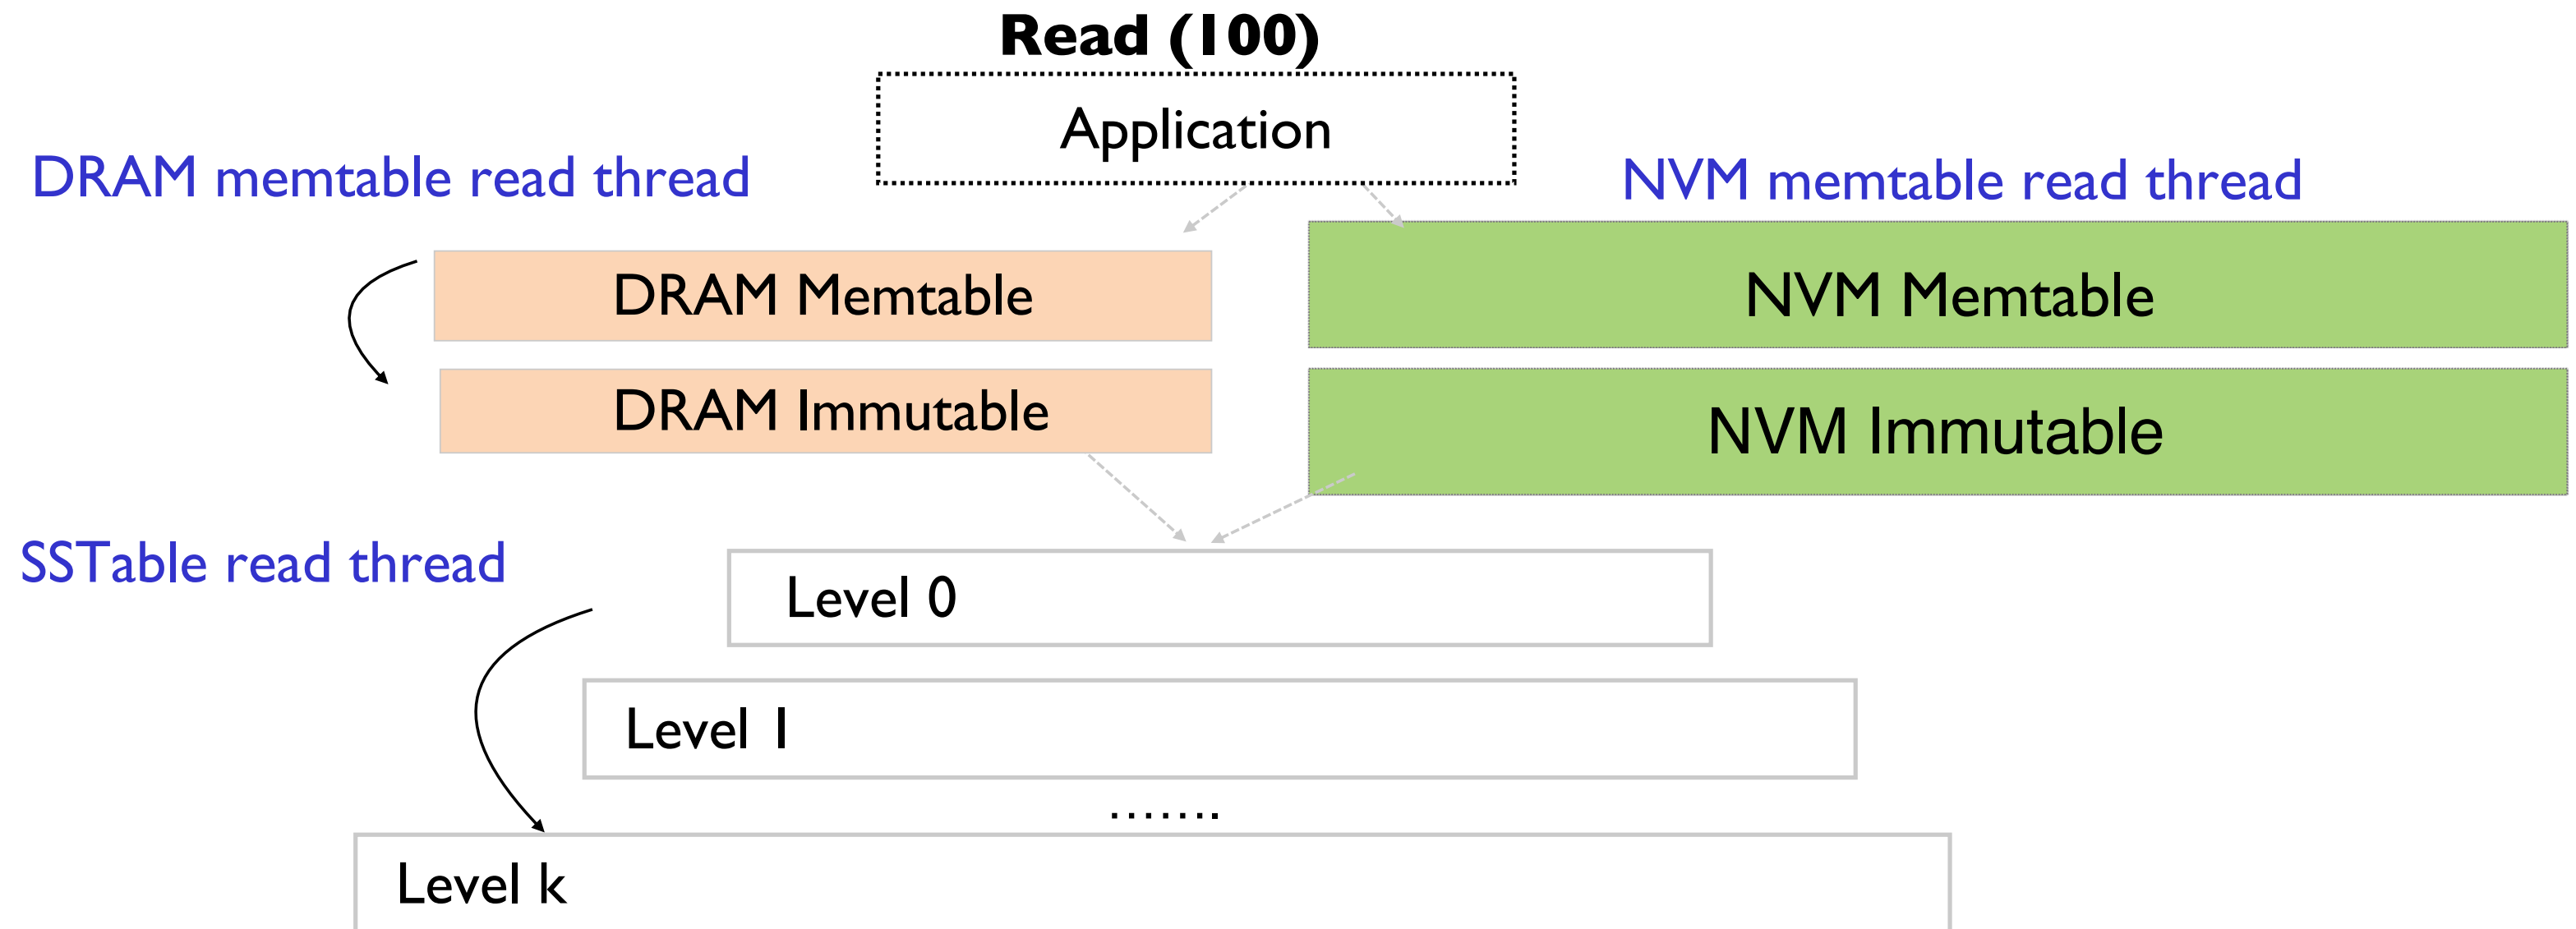 Read (100)
Application
DRAM memtable read thread
NVM memtable read thread
DRAM Memtable
NVM Memtable
DRAM Immutable
NVM Immutable
SSTable read thread
Level 0
Level 1
.......
Level k